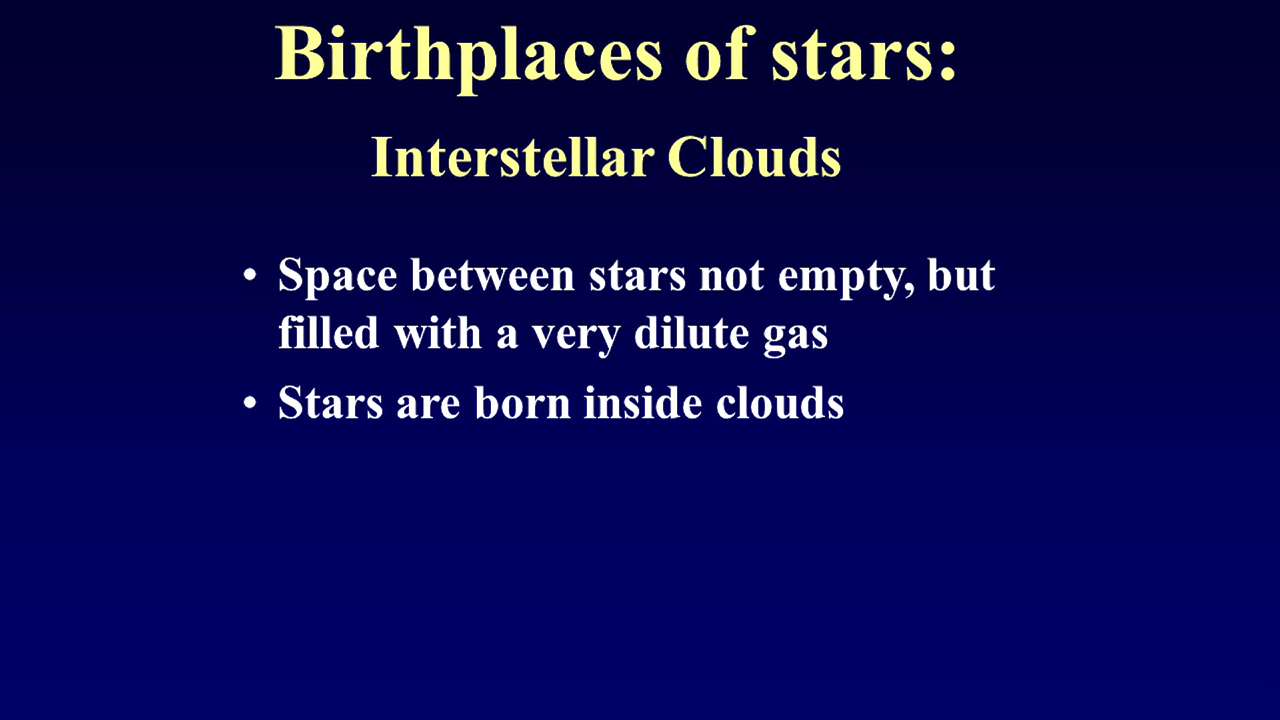 Birthplaces of stars:
Interstellar Clouds
• Space between stars not empty, but
filled with a very dilute gas
• Stars are born inside clouds